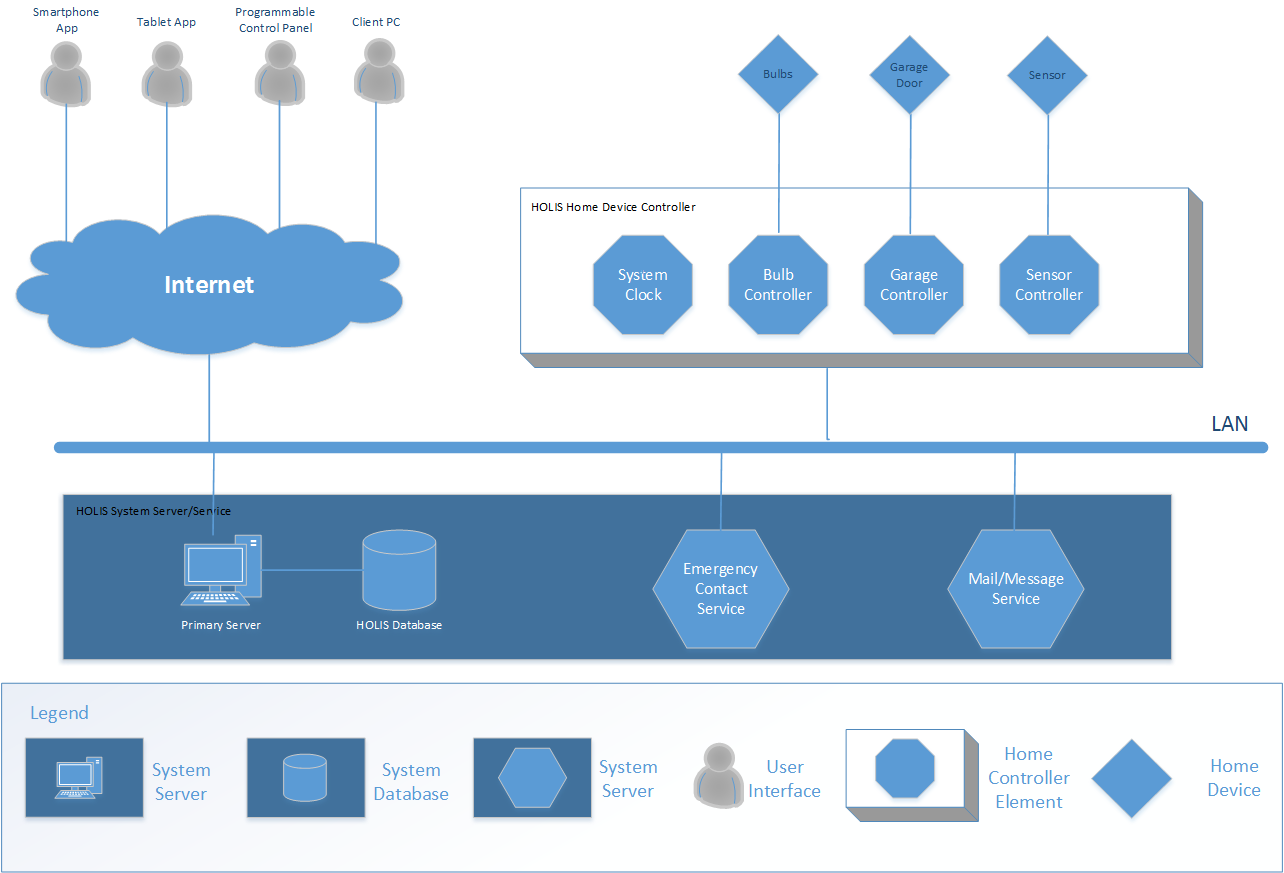 Smartphone
App
Tablet App
Programmable
Control Panel
Client PC
Bulbs
Garage
Door
Sensor
Internet
HOLIS Home Device Controller
System
Clock
Bulb
Controller
Garage
Controller
Sensor
Controller
LAN
HOLIS System Server/Service
Primary Server
HOLIS Database
Emergency
Contact
Service
Mail/Message
Service
Legend
System
Server
System
Database
System
Server
User
Interface
Home
Controller
Element
Home
Device